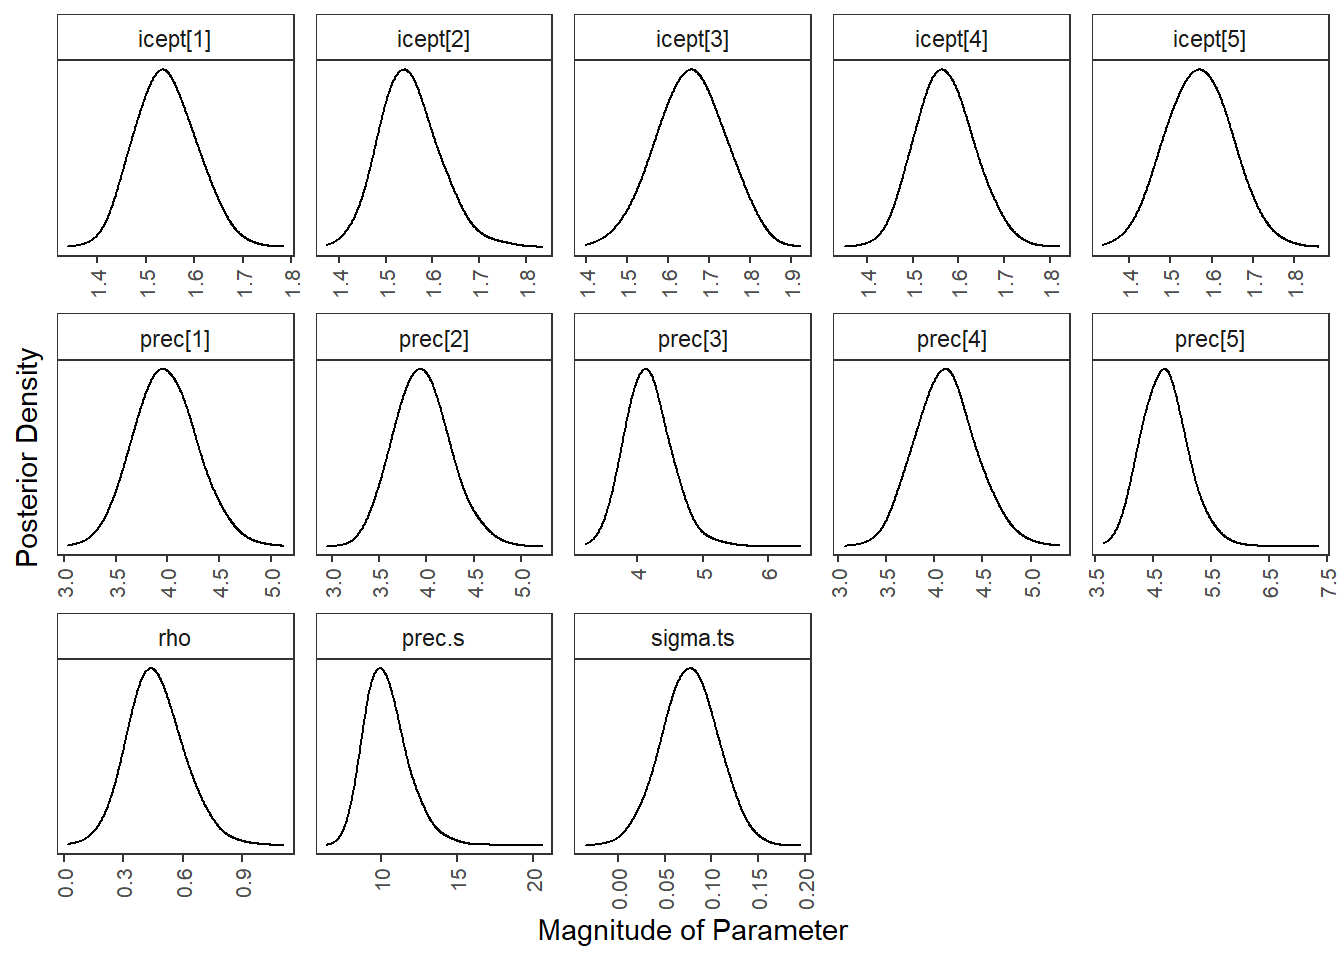 icept[1] icept[2] icept[3] icept[4] icept[5]
1.4 1.5 1.6 1.7 1.8 1.4 1.5 1.6 1.7 1.8 1.4 1.5 1.6 1.7 1.8 1.9 1.4 1.5 1.6 1.7 1.8 1.4 1.5 1.6 1.7 1.8
prec[1] prec[2] prec[3] prec[4] prec[5]
Posterior Density
3.0 3.5 4.0 4.5 5.0 3.0 3.5 4.0 4.5 5.0 4 5 6 3.0 3.5 4.0 4.5 5.0 3.5 4.5 5.5 6.5 7.5
rho prec.s sigma.ts
0.0 0.3 0.6 0.9 10 15 20 0.00 0.05 0.10 0.15 0.20
Magnitude of Parameter